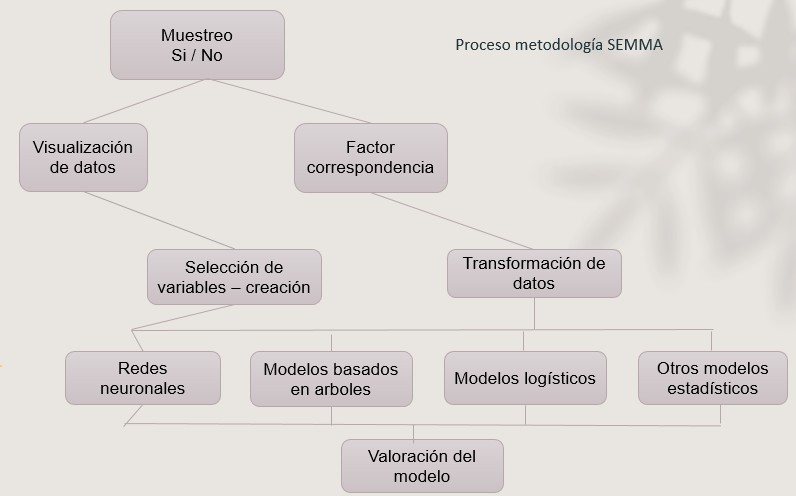 Muestreo
Si / No
Proceso metodología SEMMA
Visualización
de datos
Factor
correspondencia
Selección de
variables – creación
Transformación de
datos
Redes
neuronales
Modelos basados
en arboles
Modelos logísticos
Otros modelos
estadísticos
Valoración del
modelo